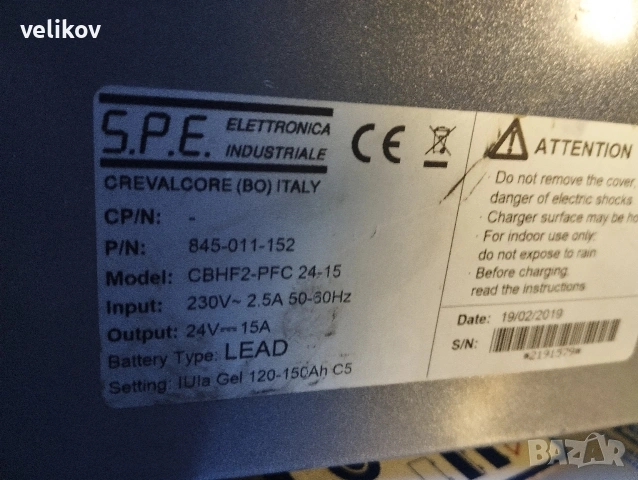 velikov
S.P.E. ELETTRONICA INDUSTRIALE
CREVALCORE (BO) ITALY
CP/N: -
P/N: 845-011-152
Model: CBHF2-PFC 24-15
Input: 230V~ 2.5A 50-60Hz
Output: 24V⎓ 15A
Battery Type: LEAD
Setting: IUIa Gel 120-150Ah C5
CE
ATTENTION
· Do not remove the cover,
danger of electric shocks
· Charger surface may be ho
· For indoor use only:
do not expose to rain
· Before charging,
read the instructions
Date: 19/02/2019
S/N:
*2191579*
BAZAR